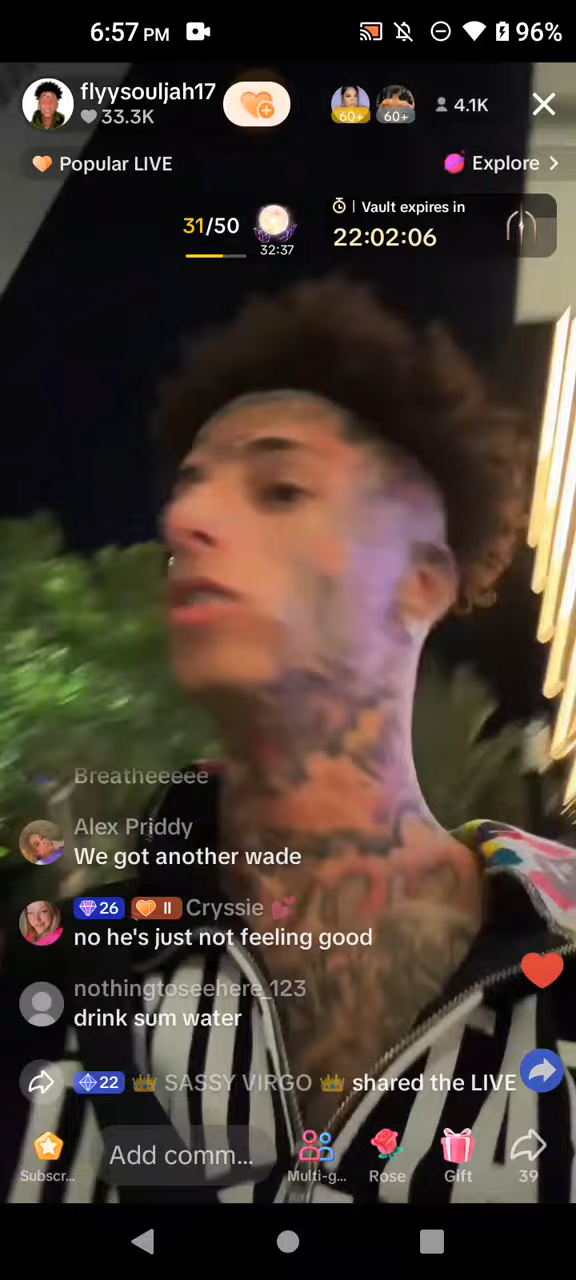 6:57 PM
96%
flyysouljah17
33.3K
60+
60+
4.1K
Popular LIVE
Explore >
31/50
32:37
Vault expires in
22:02:06
Breatheeeee
Alex Priddy
We got another wade
26 II Cryssie
no he's just not feeling good
nothingtoseehere_123
drink sum water
22 SASSY VIRGO shared the LIVE
Add comm...
Subscr...
Multi-g...
Rose
Gift
39